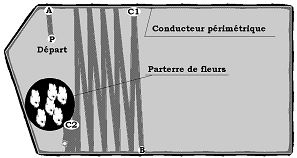 A
C1
Conducteur périmétrique
P
Départ
Parterre de fleurs
C2
B